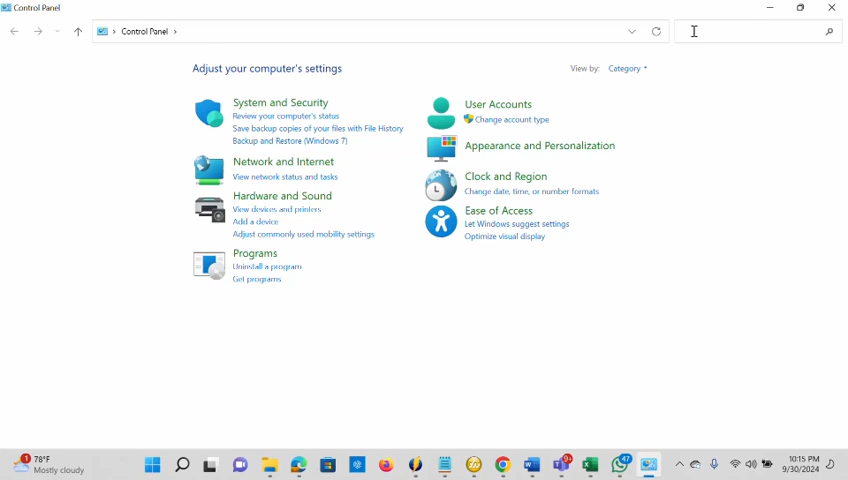 Control Panel
Control Panel
Adjust your computer's settings
View by: Category
System and Security
Review your computer's status
Save backup copies of your files with File History
Backup and Restore (Windows 7)
Network and Internet
View network status and tasks
Hardware and Sound
View devices and printers
Add a device
Adjust commonly used mobility settings
Programs
Uninstall a program
Get programs
User Accounts
Change account type
Appearance and Personalization
Clock and Region
Change date, time, or number formats
Ease of Access
Let Windows suggest settings
Optimize visual display
1
78°F
Mostly cloudy
9+
47
10:15 PM
9/30/2024